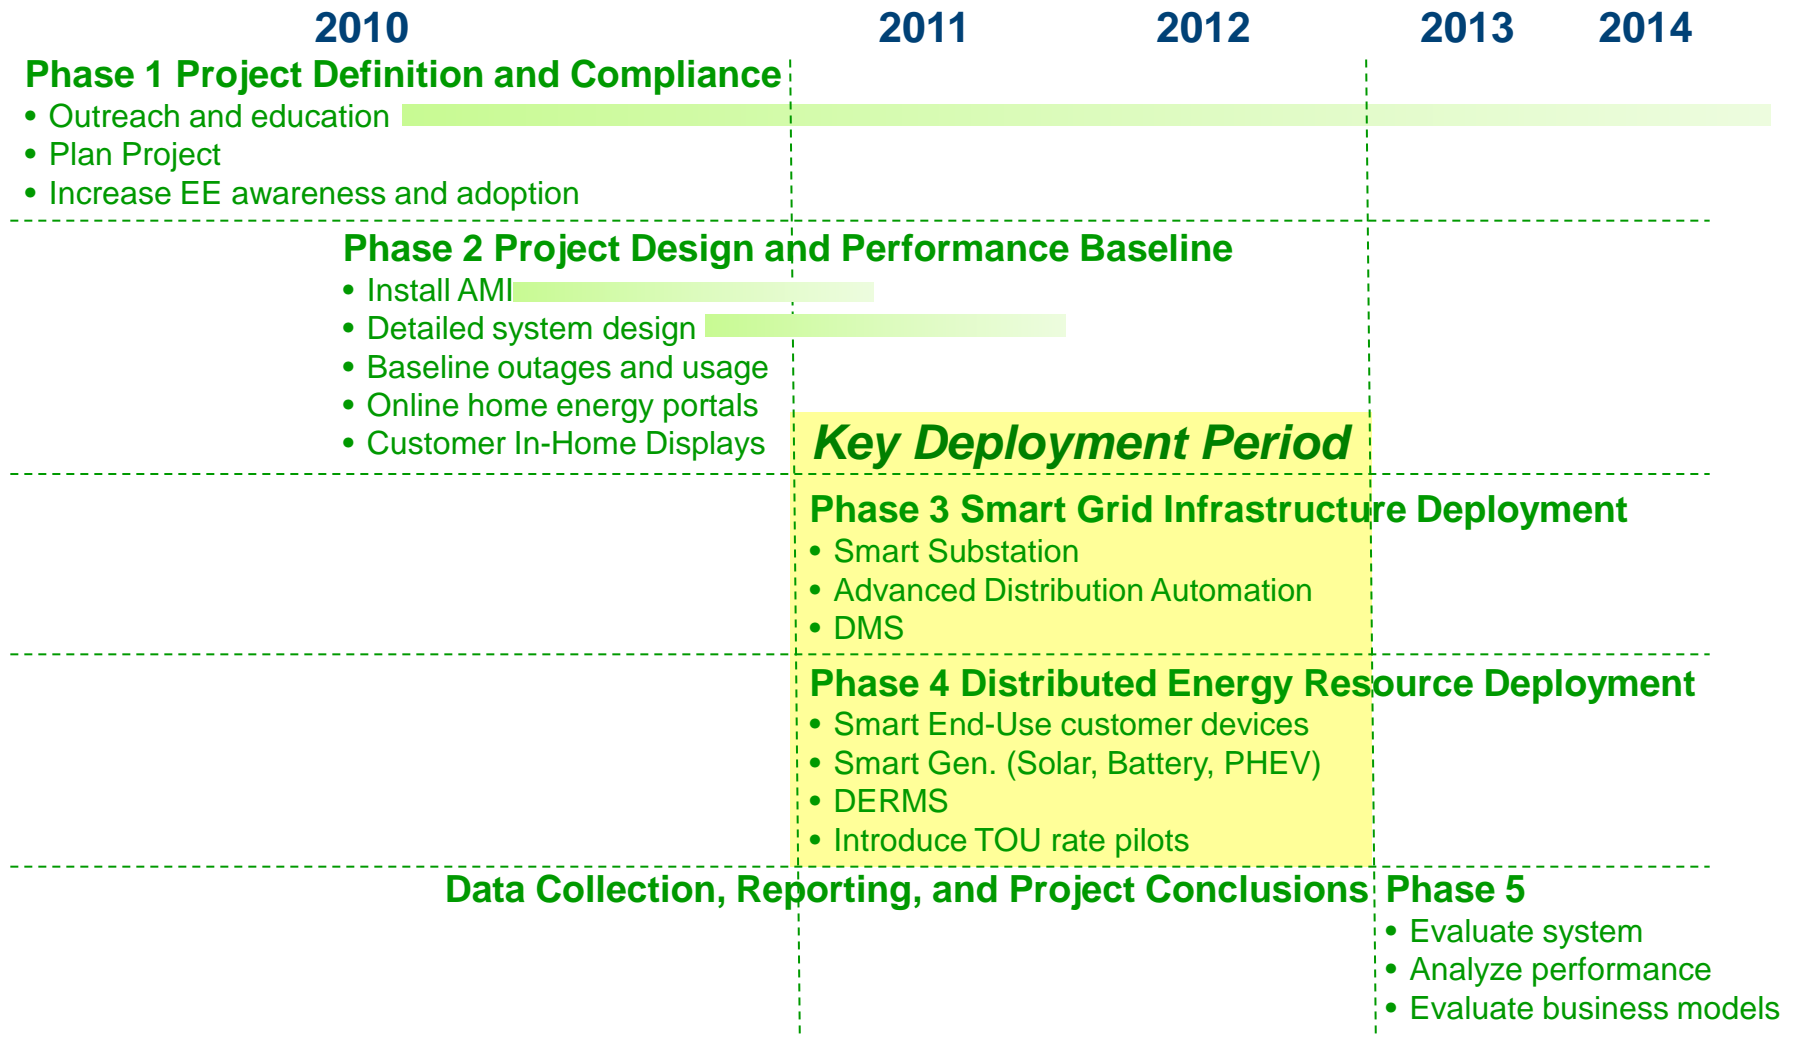 2010 2011 2012 2013 2014
Phase 1 Project Definition and Compliance
• Outreach and education
• Plan Project
• Increase EE awareness and adoption
Phase 2 Project Design and Performance Baseline
• Install AMI
• Detailed system design
• Baseline outages and usage
• Online home energy portals
• Customer In-Home Displays
Key Deployment Period
Phase 3 Smart Grid Infrastructure Deployment
• Smart Substation
• Advanced Distribution Automation
• DMS
Phase 4 Distributed Energy Resource Deployment
• Smart End-Use customer devices
• Smart Gen. (Solar, Battery, PHEV)
• DERMS
• Introduce TOU rate pilots
Data Collection, Reporting, and Project Conclusions Phase 5
• Evaluate system
• Analyze performance
• Evaluate business models